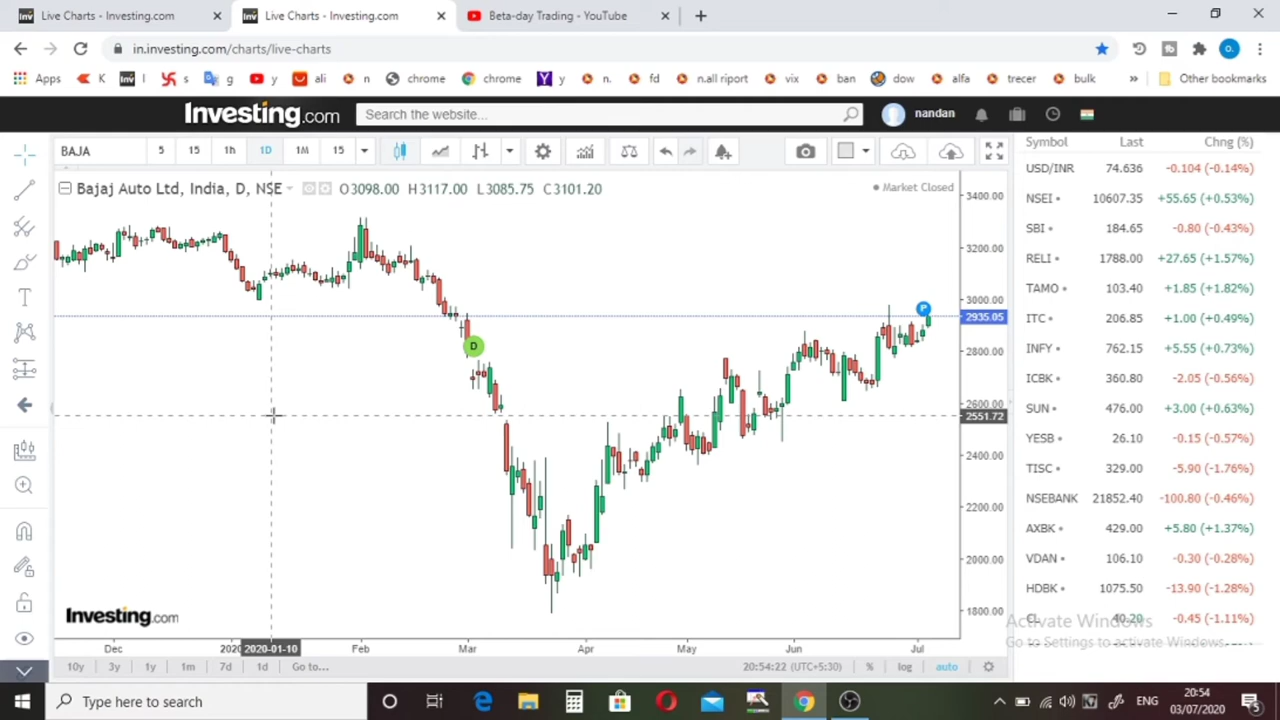 Live Charts - Investing.com
Live Charts - Investing.com
Beta-day Trading - YouTube
in.investing.com/charts/live-charts
Apps K I s g y ali n chrome chrome y n. fd n.all riport vix ban dow alfa trecer bulk » Other bookmarks
Investing.com
Search the website...
nandan
BAJA 5 15 1h 1D 1M 15
Bajaj Auto Ltd, India, D, NSE O3098.00 H3117.00 L3085.75 C3101.20
Market Closed
3400.00
3200.00
3000.00
2935.05
2800.00
2600.00
2551.72
2400.00
2200.00
2000.00
1800.00
P
D
Investing.com
Dec 2020 2020-01-10 Feb Mar Apr May Jun Jul
10y 3y 1y 1m 7d 1d Go to... 20:54:22 (UTC+5:30) % log auto
Symbol Last Chng (%)
USD/INR 74.636 -0.104 (-0.14%)
NSEI 10607.35 +55.65 (+0.53%)
SBI 184.65 -0.80 (-0.43%)
RELI 1788.00 +27.65 (+1.57%)
TAMO 103.40 +1.85 (+1.82%)
ITC 206.85 +1.00 (+0.49%)
INFY 762.15 +5.55 (+0.73%)
ICBK 360.80 -2.05 (-0.56%)
SUN 476.00 +3.00 (+0.63%)
YESB 26.10 -0.15 (-0.57%)
TISC 329.00 -5.90 (-1.76%)
NSEBANK 21852.40 -100.80 (-0.46%)
AXBK 429.00 +5.80 (+1.37%)
VDAN 106.10 -0.30 (-0.28%)
HDBK 1075.50 -13.90 (-1.28%)
40.20 -0.45 (-1.11%)
Activate Windows
Go to Settings to activate Windows.
Type here to search
ENG
20:54
03/07/2020
5